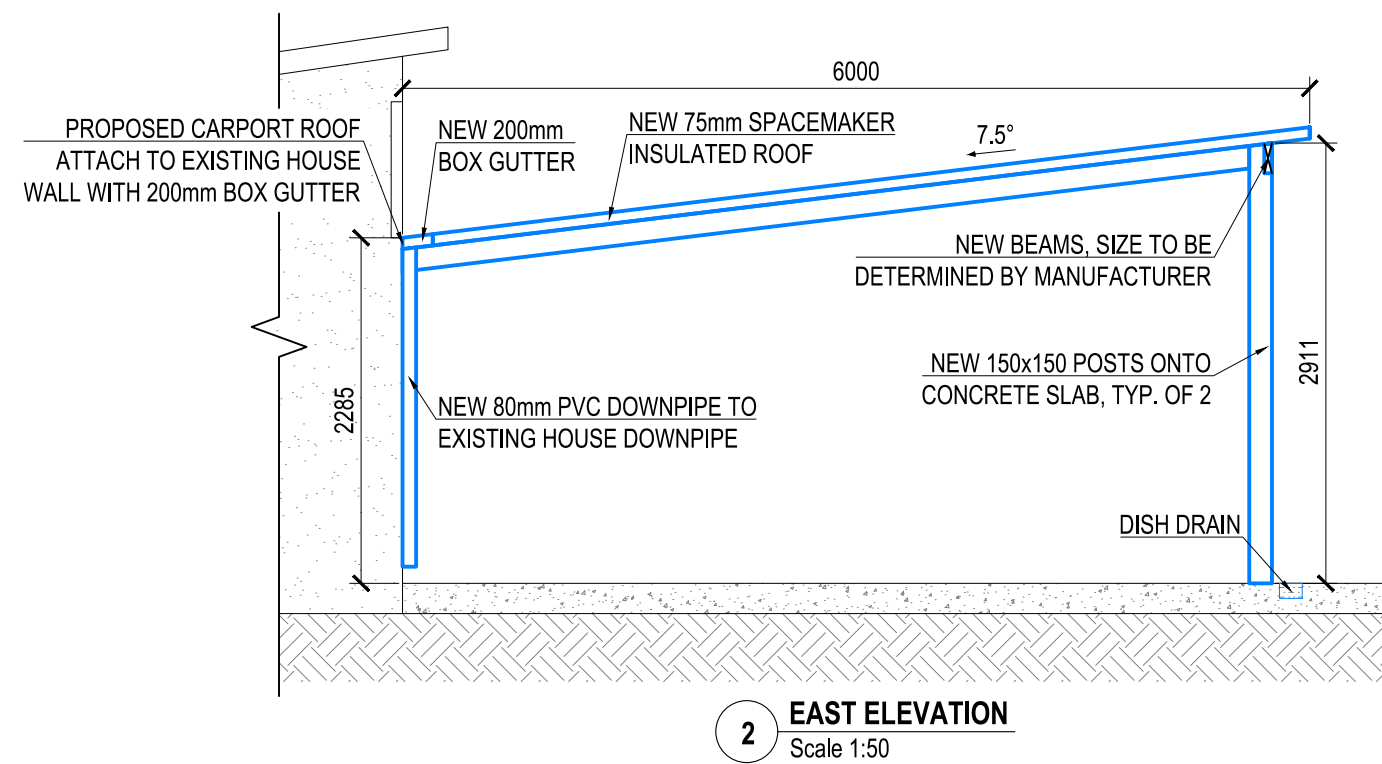 6000
PROPOSED CARPORT ROOF
ATTACH TO EXISTING HOUSE
WALL WITH 200mm BOX GUTTER
NEW 200mm
BOX GUTTER
NEW 75mm SPACEMAKER
INSULATED ROOF
7.5°
NEW BEAMS, SIZE TO BE
DETERMINED BY MANUFACTURER
2285
NEW 80mm PVC DOWNPIPE TO
EXISTING HOUSE DOWNPIPE
NEW 150x150 POSTS ONTO
CONCRETE SLAB, TYP. OF 2
2911
DISH DRAIN
2
EAST ELEVATION
Scale 1:50